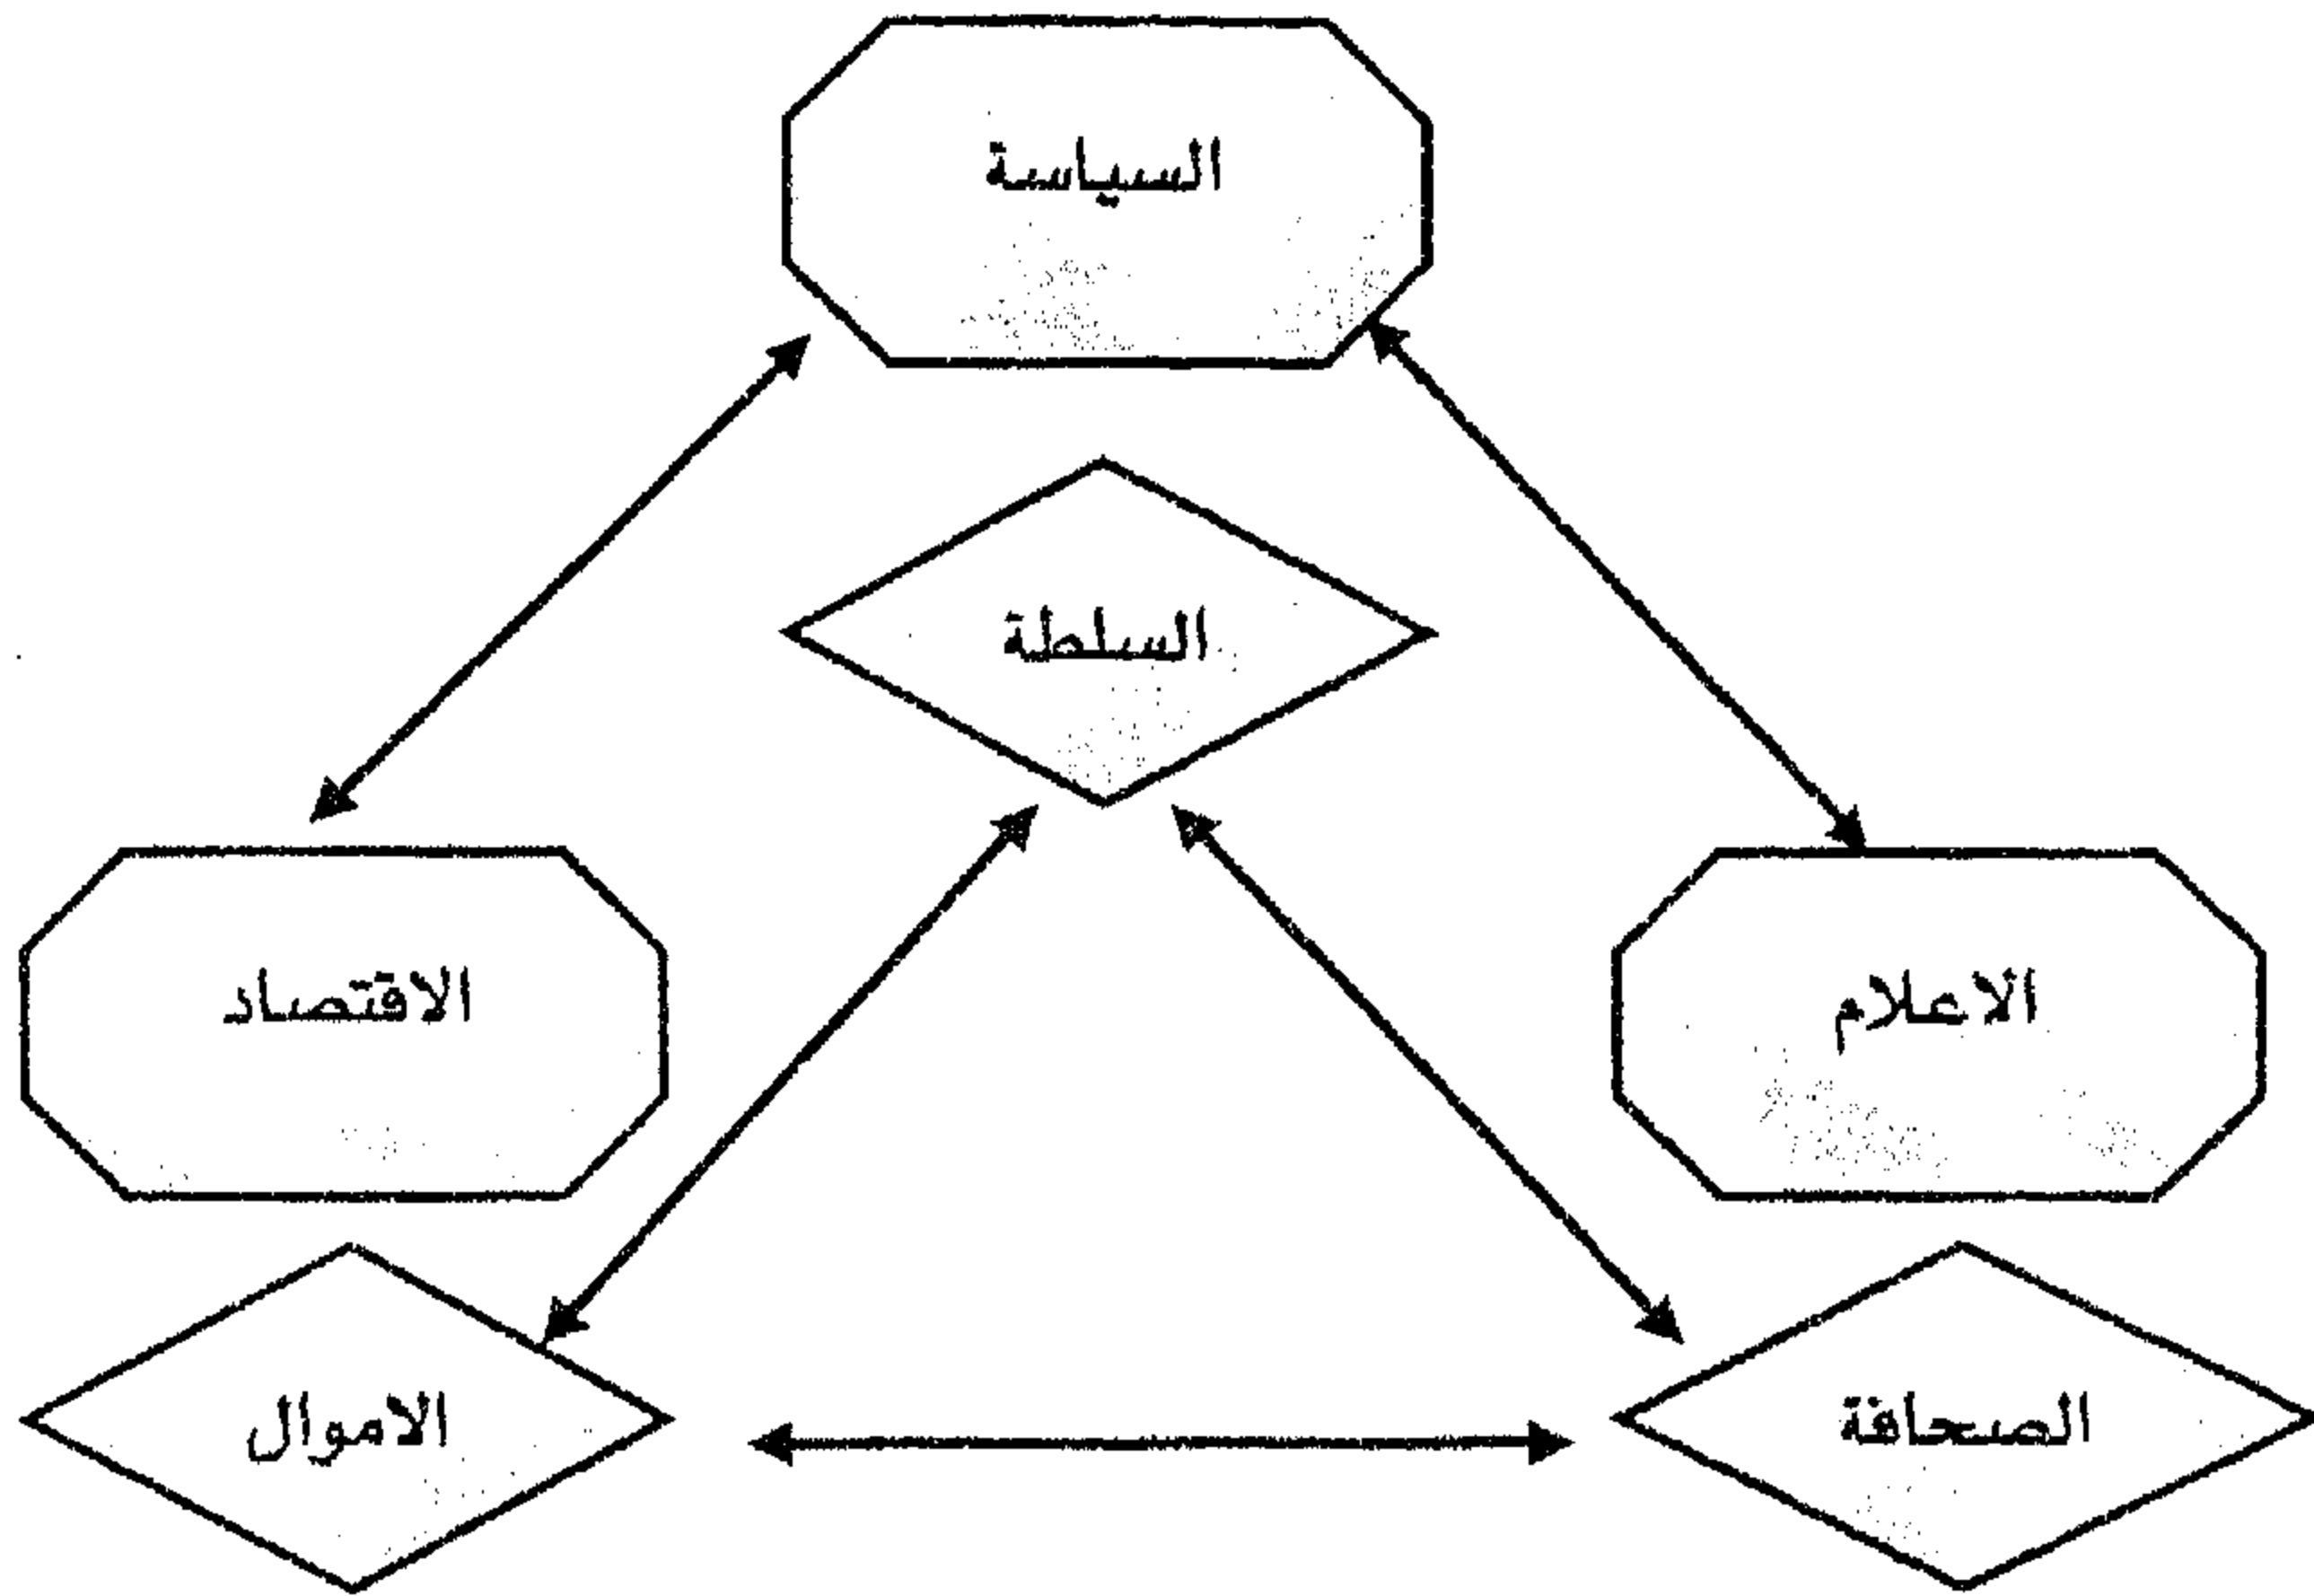 السياسة
السلطة
الاعلام
الاقتصاد
الصحافة
الاموال